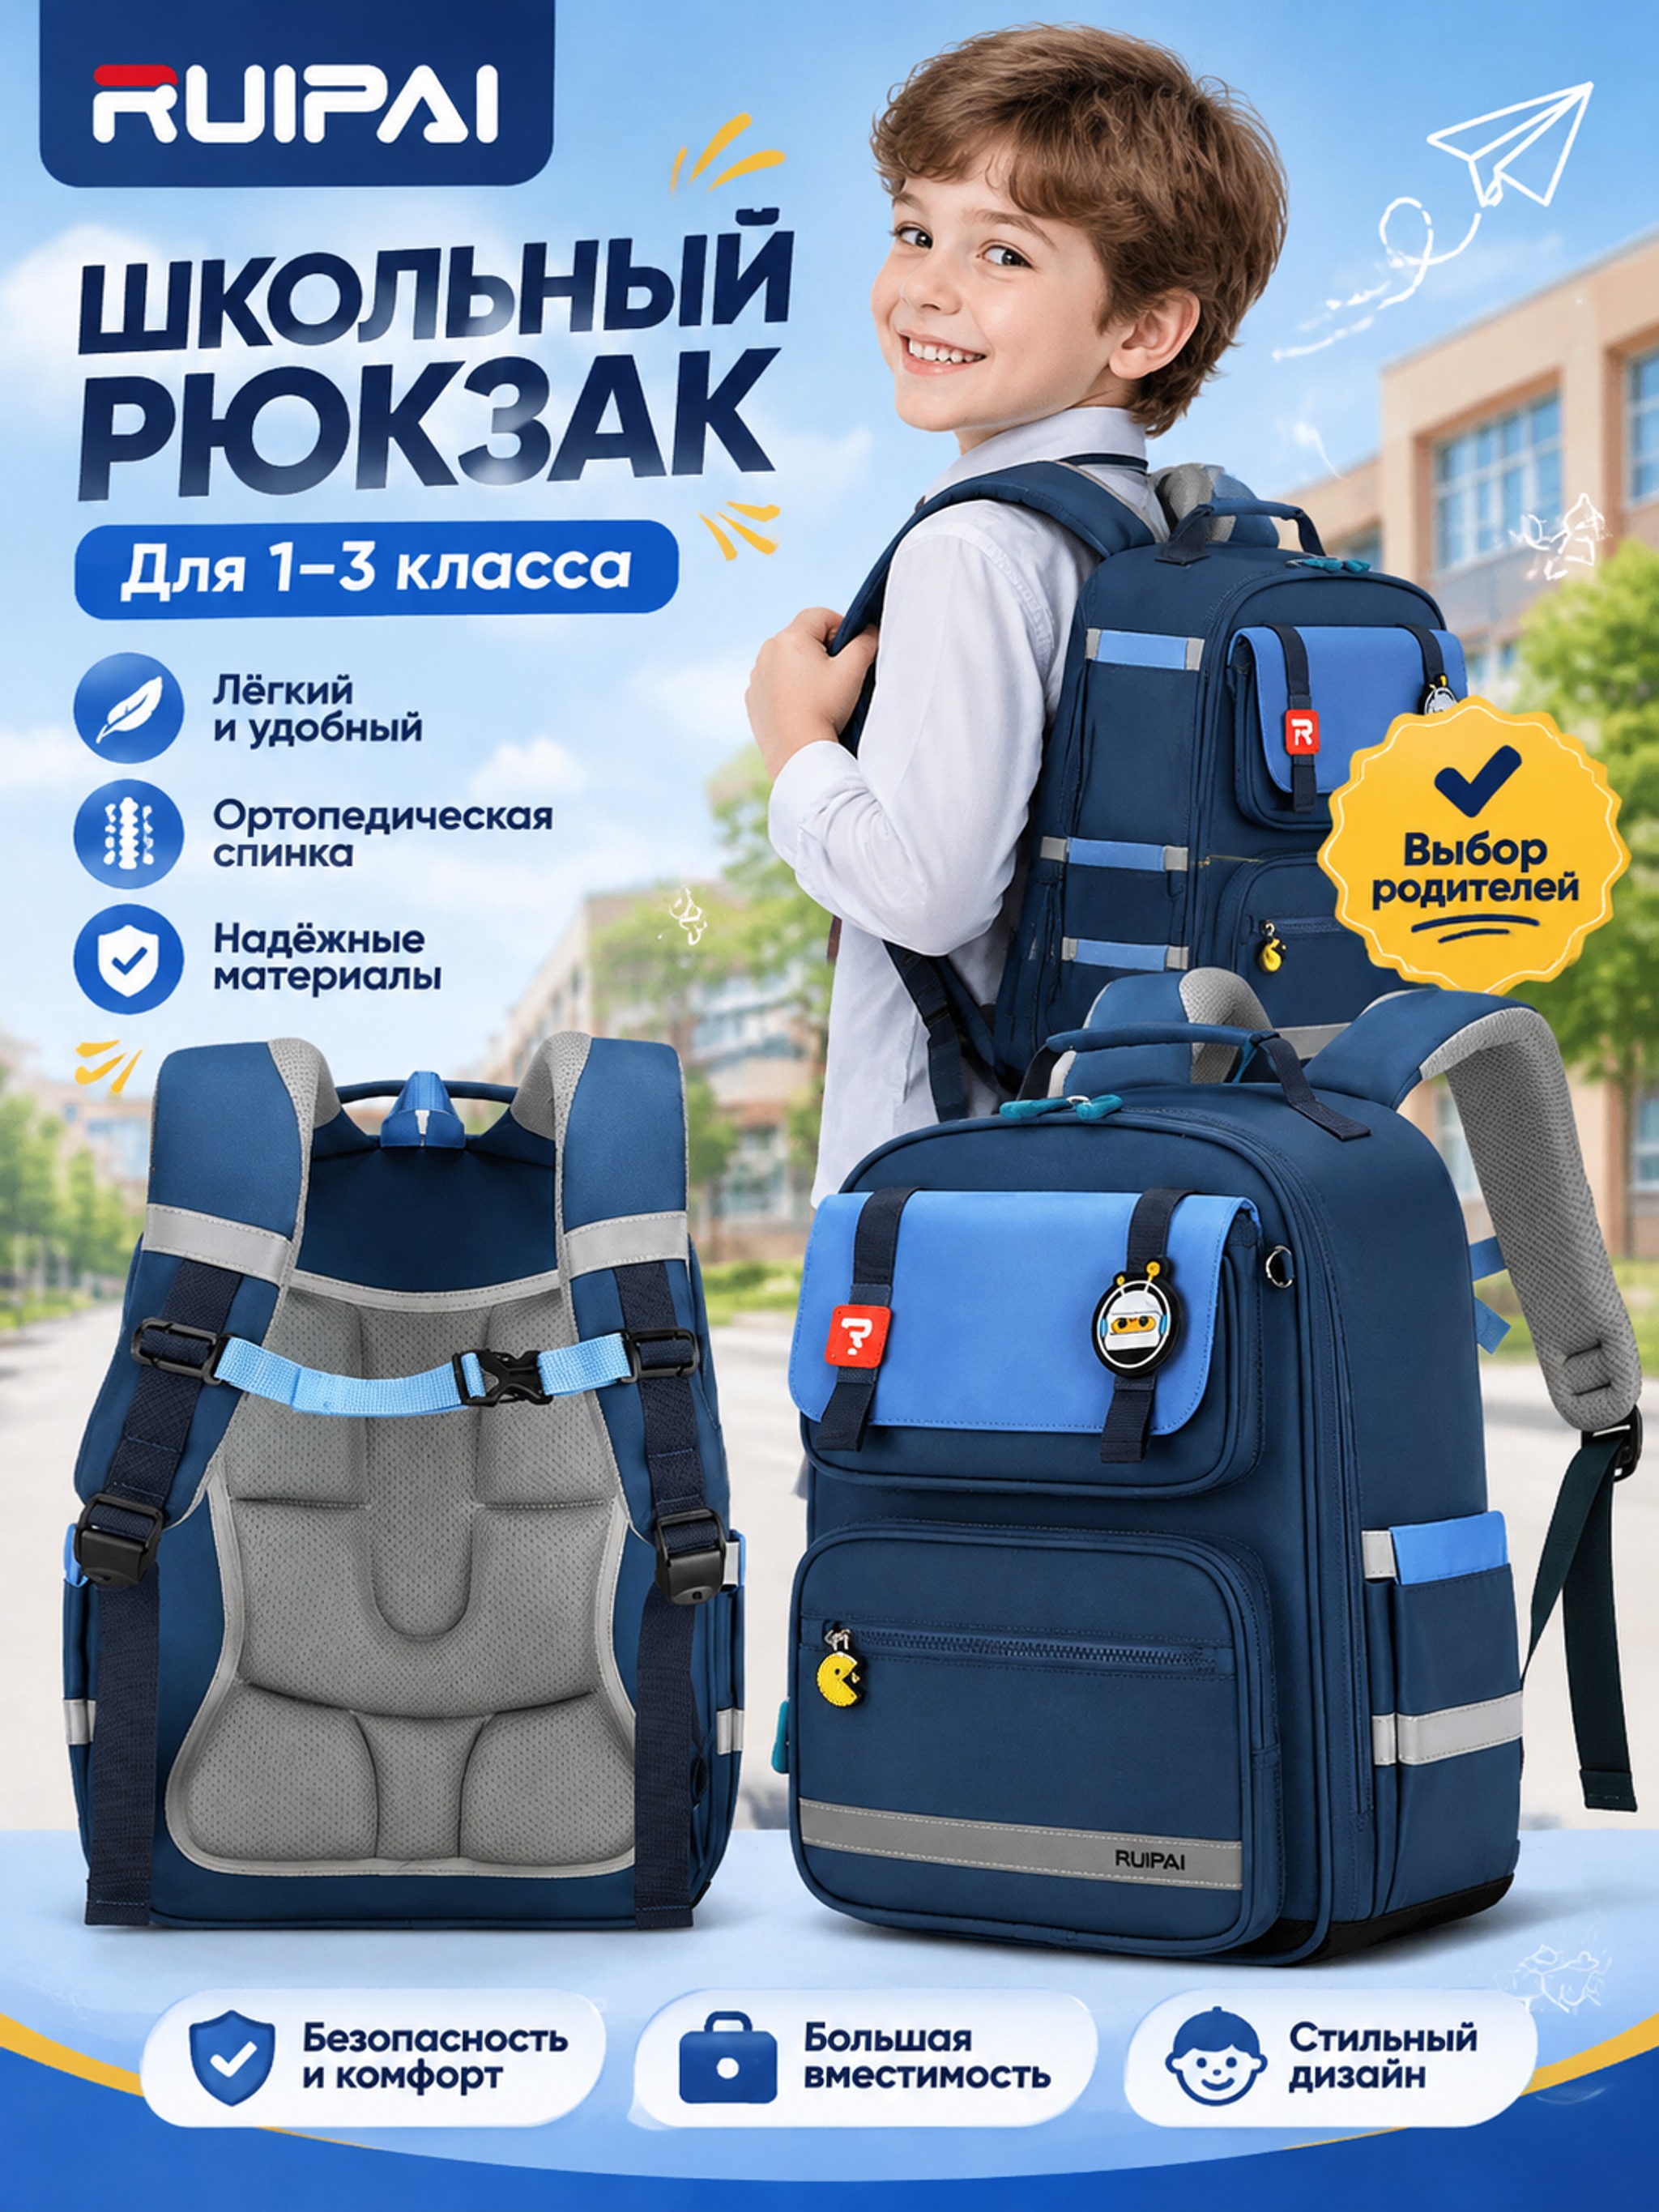 RUIPAI
ШКОЛЬНЫЙ
РЮКЗАК
Для 1–3 класса
Лёгкий
и удобный
Ортопедическая
спинка
Надёжные
материалы
R
Выбор
родителей
R
RUIPAI
Безопасность
и комфорт
Большая
вместимость
Стильный
дизайн